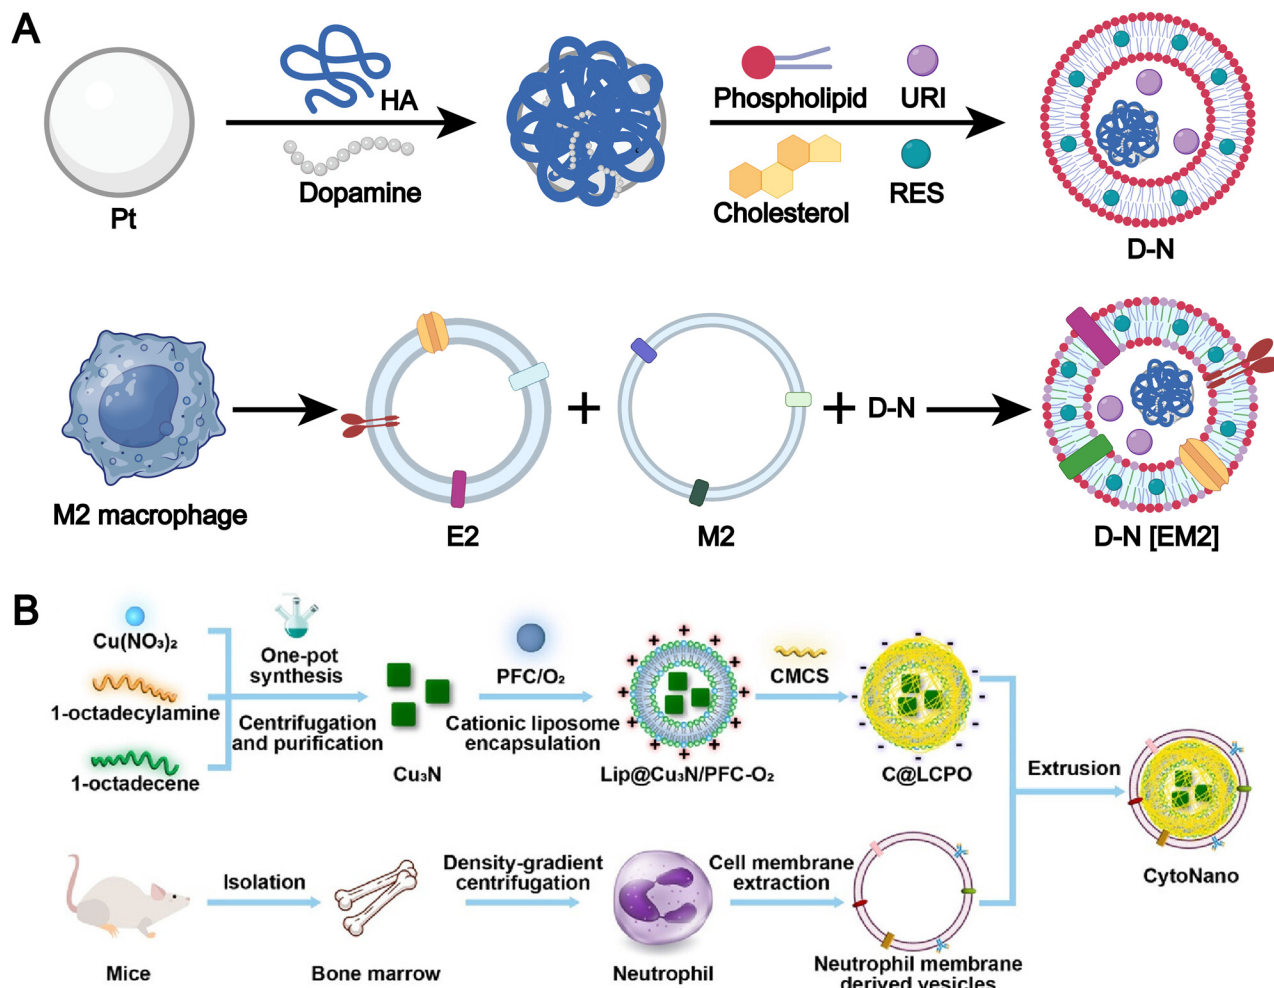 A
HA
Dopamine
Pt
Phospholipid
URI
Cholesterol
RES
D-N
M2 macrophage
E2
+
M2
+
D-N
D-N [EM2]
B
Cu(NO₃)₂
1-octadecylamine
1-octadecene
One-pot
synthesis
Centrifugation
and purification
Cu₃N
PFC/O₂
Cationic liposome
encapsulation
Lip@Cu₃N/PFC-O₂
CMCS
C@LCPO
Extrusion
CytoNano
Mice
Isolation
Bone marrow
Density-gradient
centrifugation
Neutrophil
Cell membrane
extraction
Neutrophil membrane
derived vesicles